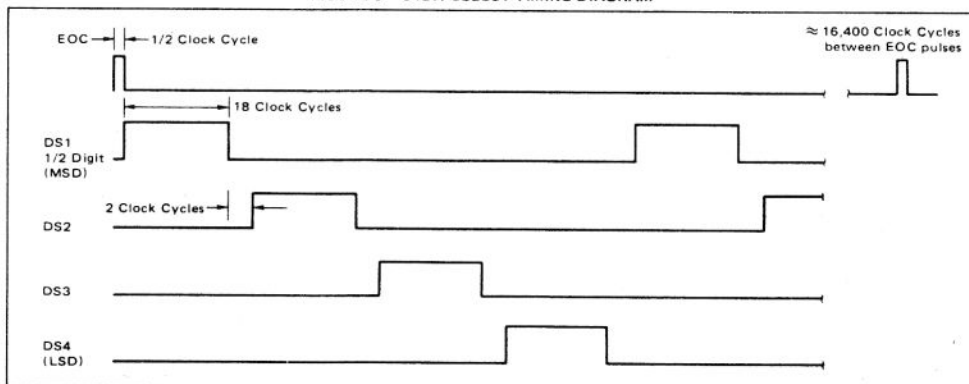 EOC
1/2 Clock Cycle
≈ 16,400 Clock Cycles
between EOC pulses
18 Clock Cycles
DS1
1/2 Digit
(MSD)
2 Clock Cycles
DS2
DS3
DS4
(LSD)